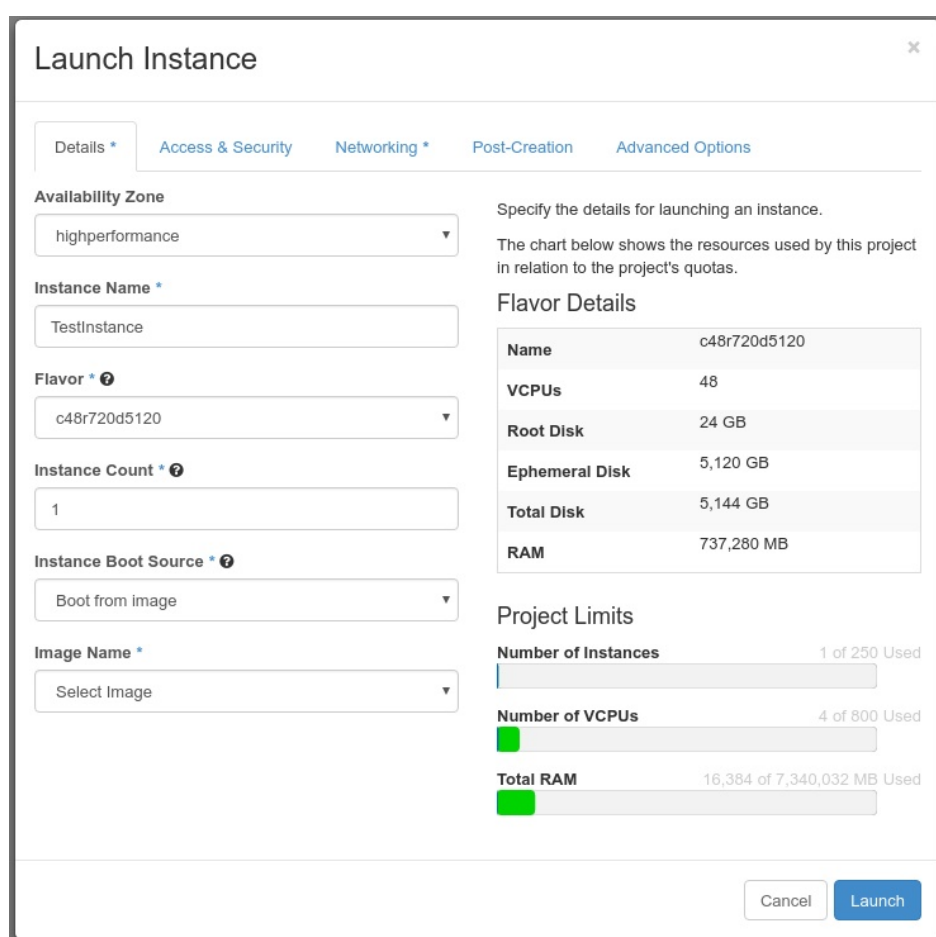 Launch Instance
×
Details *
Access & Security
Networking *
Post-Creation
Advanced Options
Availability Zone
highperformance
Instance Name *
TestInstance
Flavor * ?
c48r720d5120
Instance Count * ?
1
Instance Boot Source * ?
Boot from image
Image Name *
Select Image
Specify the details for launching an instance.
The chart below shows the resources used by this project
in relation to the project's quotas.
Flavor Details
Name c48r720d5120
VCPUs 48
Root Disk 24 GB
Ephemeral Disk 5,120 GB
Total Disk 5,144 GB
RAM 737,280 MB
Project Limits
Number of Instances 1 of 250 Used
Number of VCPUs 4 of 800 Used
Total RAM 16,384 of 7,340,032 MB Used
Cancel
Launch